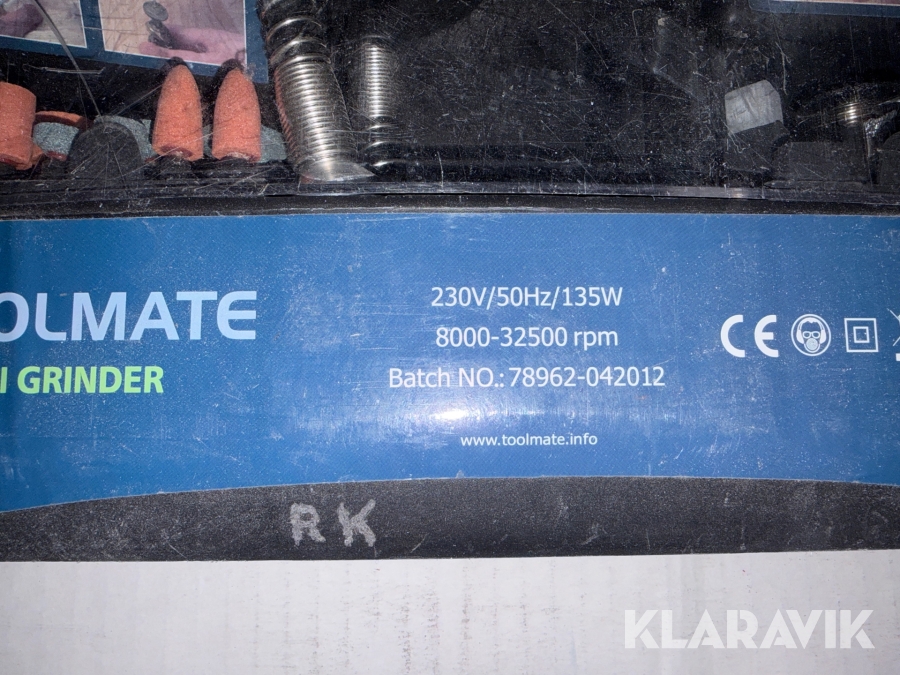 OLMATE
I GRINDER
230V/50Hz/135W
8000-32500 rpm
Batch NO.: 78962-042012
www.toolmate.info
CE
RK
KLARAVIK